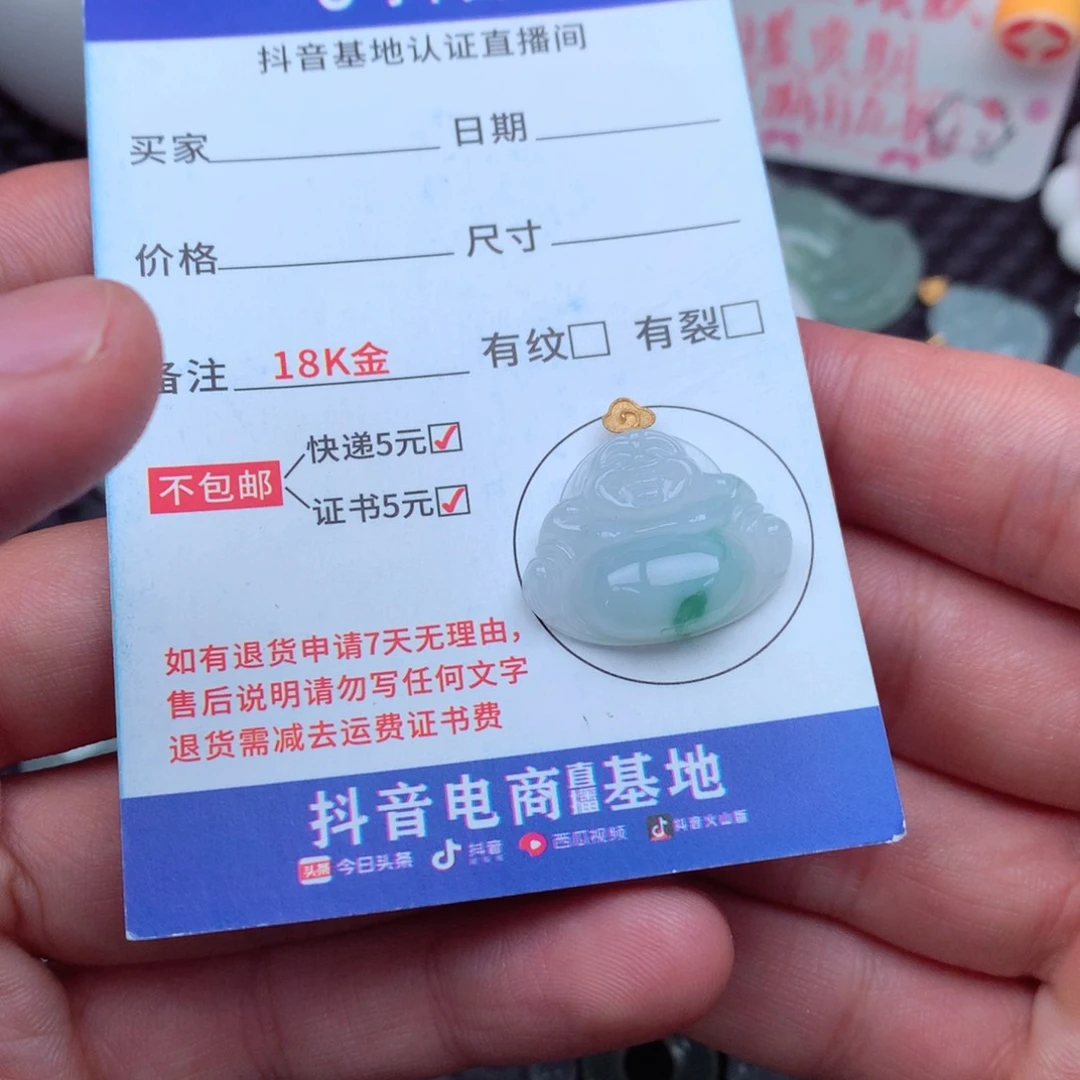 抖音基地认证直播间
买家 日期
价格 尺寸
备注 18K金 有纹 有裂
不包邮
快递5元
证书5元
如有退货申请7天无理由，
售后说明请勿写任何文字
退货需减去运费证书费
抖音电商直播基地
头条 今日头条 抖音 西瓜视频 抖音火山版